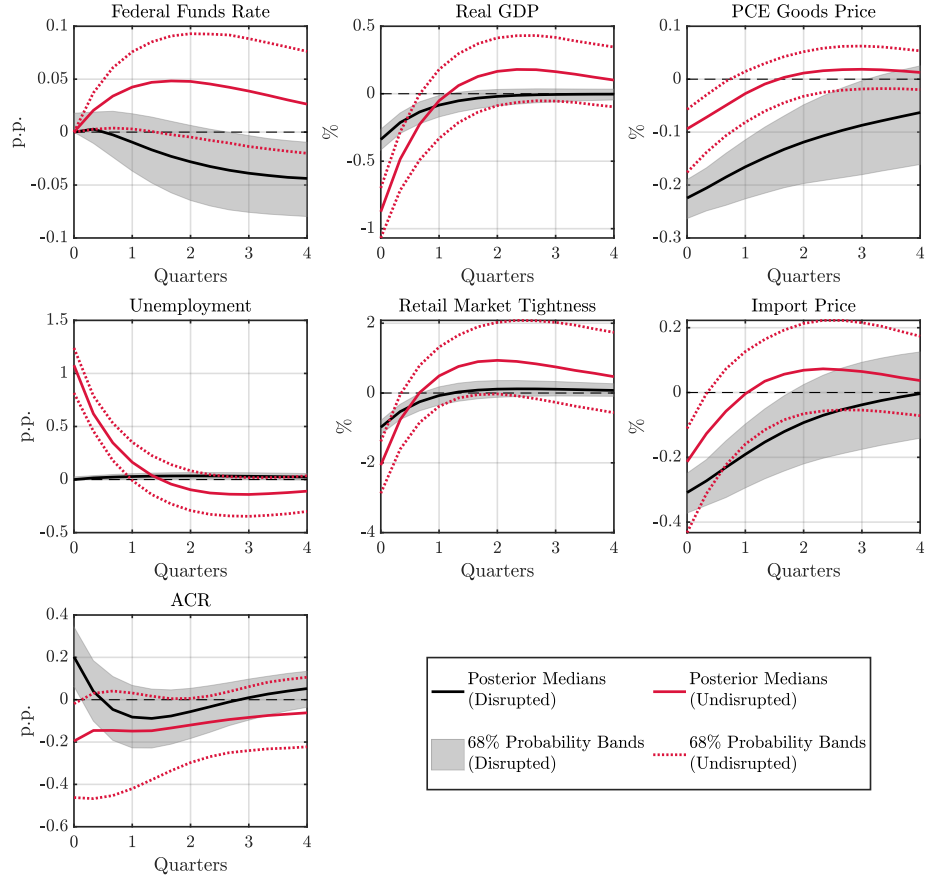 Federal Funds Rate
0.1
0.05
0
-0.05
-0.1
p.p.
0 1 2 3 4
Quarters
Real GDP
0.5
0
-0.5
-1
%
0 1 2 3 4
Quarters
PCE Goods Price
0.1
0
-0.1
-0.2
-0.3
%
0 1 2 3 4
Quarters
Unemployment
1.5
1
0.5
0
-0.5
p.p.
0 1 2 3 4
Quarters
Retail Market Tightness
2
0
-2
-4
%
0 1 2 3 4
Quarters
Import Price
0.2
0
-0.2
-0.4
%
0 1 2 3 4
Quarters
ACR
0.4
0.2
0
-0.2
-0.4
-0.6
p.p.
0 1 2 3 4
Quarters
Posterior Medians
(Disrupted)
Posterior Medians
(Undisrupted)
68% Probability Bands
(Disrupted)
68% Probability Bands
(Undisrupted)